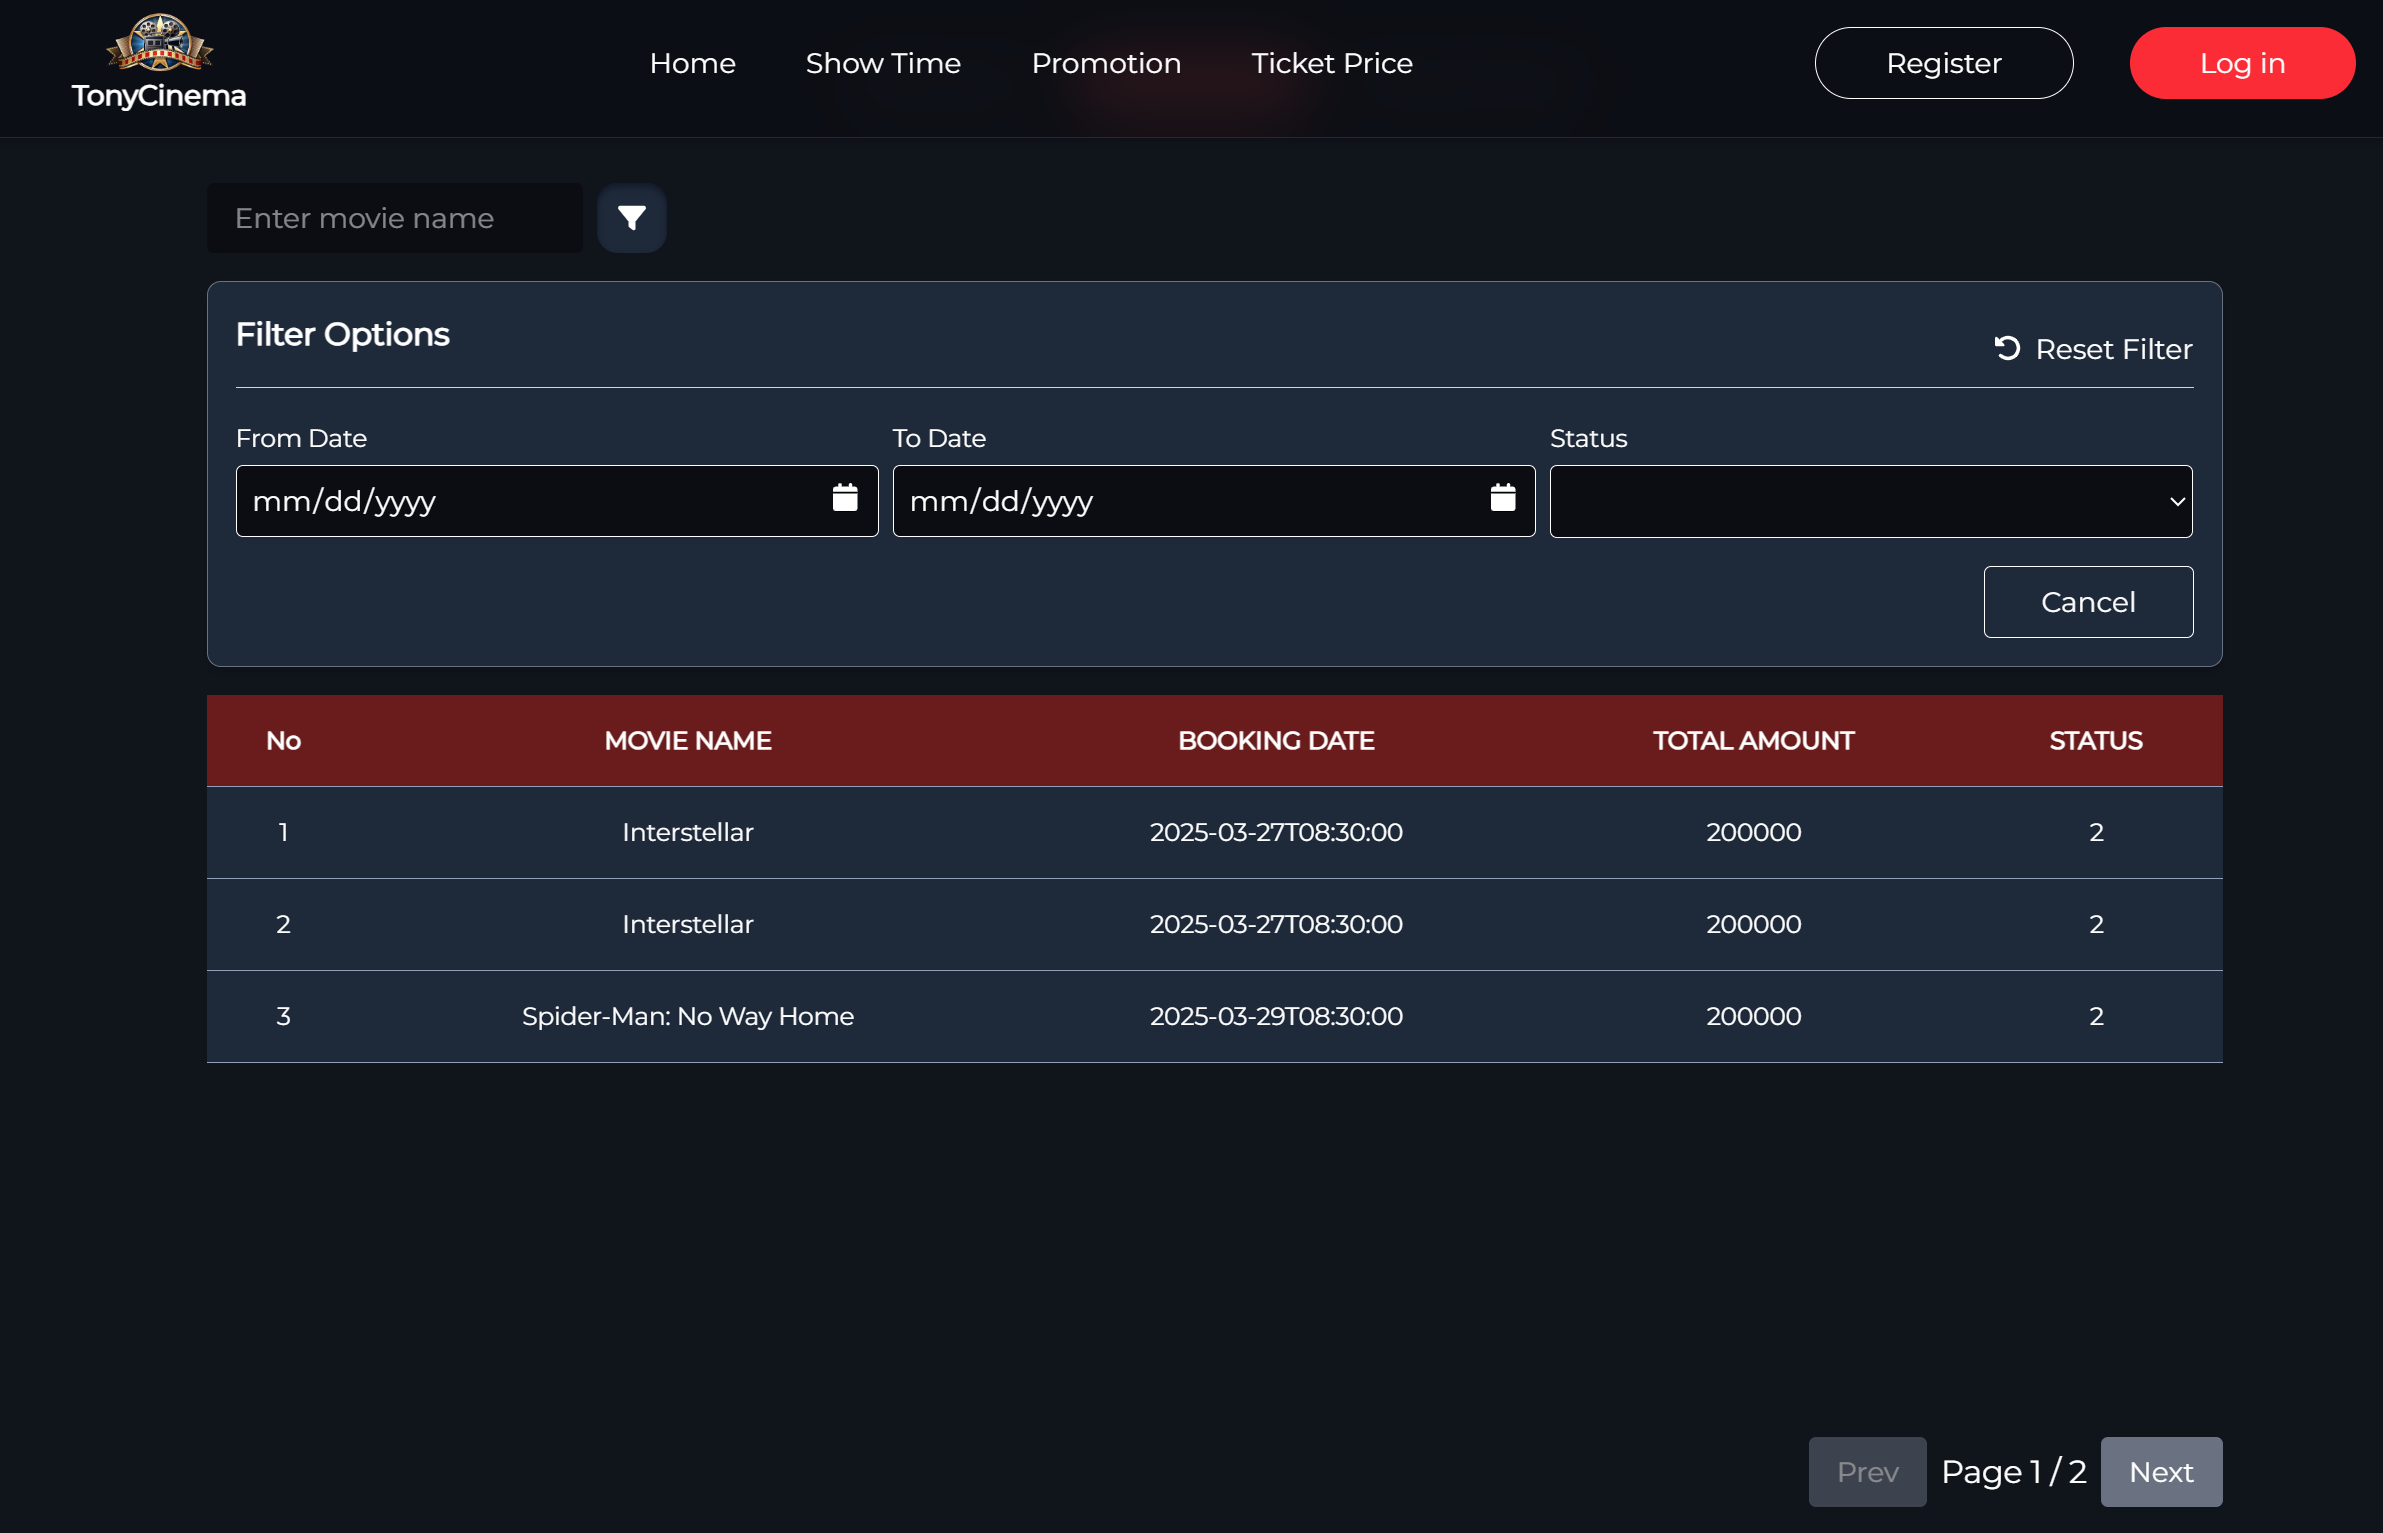 TonyCinema
Home Show Time Promotion Ticket Price Register Log in
Enter movie name
Filter Options
Reset Filter
From Date To Date Status
mm/dd/yyyy mm/dd/yyyy
Cancel
No MOVIE NAME BOOKING DATE TOTAL AMOUNT STATUS
1 Interstellar 2025-03-27T08:30:00 200000 2
2 Interstellar 2025-03-27T08:30:00 200000 2
3 Spider-Man: No Way Home 2025-03-29T08:30:00 200000 2
Prev Page 1 / 2 Next